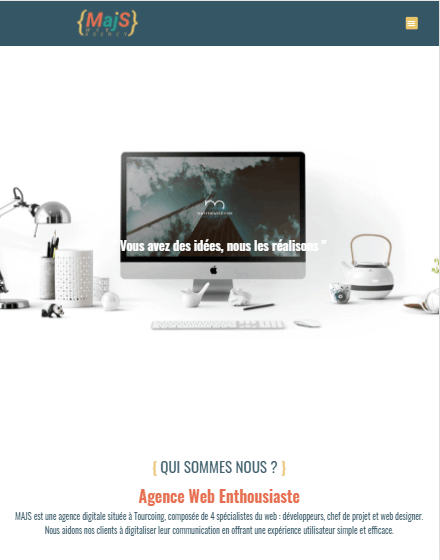 {MajS}
Vous avez des idées, nous les réalisons "
{ QUI SOMMES NOUS ? }
Agence Web Enthousiaste
MAJS est une agence digitale située à Tourcoing, composée de 4 spécialistes du web : développeurs, chef de projet et web designer.
Nous aidons nos clients à digitaliser leur communication en offrant une expérience utilisateur simple et efficace.